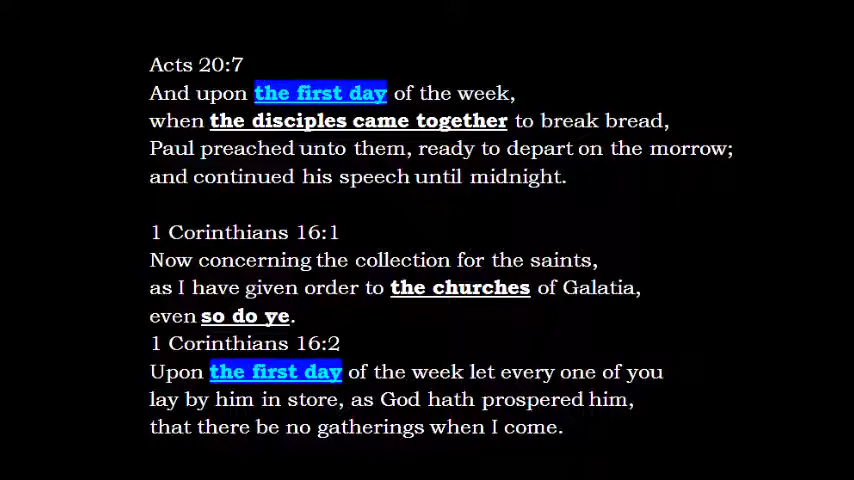 Acts 20:7
And upon the first day of the week,
when the disciples came together to break bread,
Paul preached unto them, ready to depart on the morrow;
and continued his speech until midnight.
1 Corinthians 16:1
Now concerning the collection for the saints,
as I have given order to the churches of Galatia,
even so do ye.
1 Corinthians 16:2
Upon the first day of the week let every one of you
lay by him in store, as God hath prospered him,
that there be no gatherings when I come.